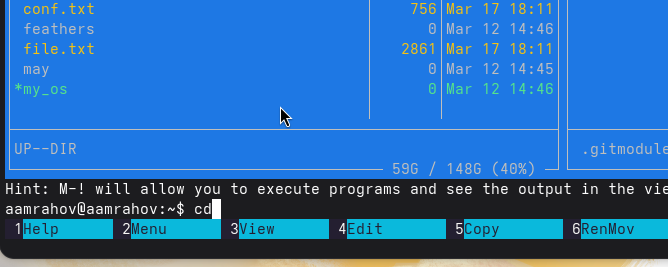 conf.txt 756 Mar 17 18:11
feathers 0 Mar 12 14:46
file.txt 2861 Mar 17 18:11
may 0 Mar 12 14:45
*my_os 0 Mar 12 14:46
UP--DIR .gitmodule
59G / 148G (40%)
Hint: M-! will allow you to execute programs and see the output in the vie
aamrahov@aamrahov:~$ cd
1Help 2Menu 3View 4Edit 5Copy 6RenMov